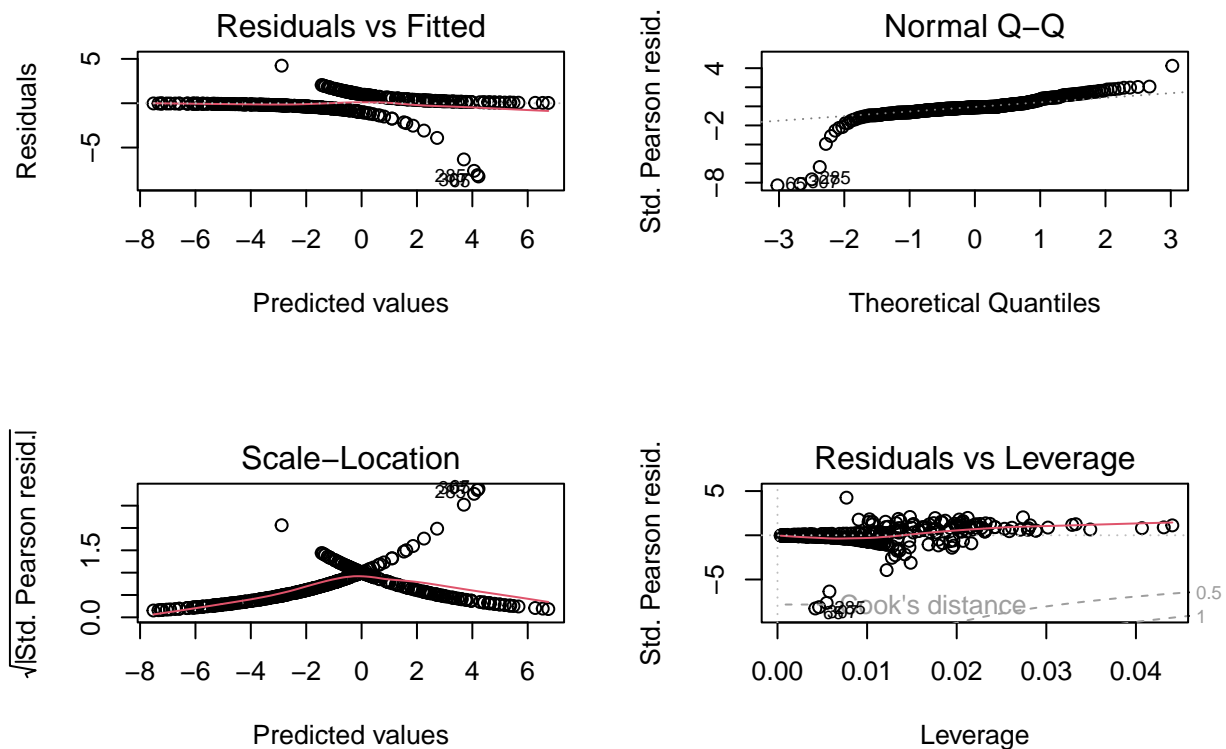 Residuals vs Fitted
Residuals
5
−5
285
−8 −6 −4 −2 0 2 4 6
Predicted values
Normal Q−Q
Std. Pearson resid.
4
−2
−8
285
−3 −2 −1 0 1 2 3
Theoretical Quantiles
Scale−Location
√|Std. Pearson resid.|
1.5
0.0
−8 −6 −4 −2 0 2 4 6
Predicted values
Residuals vs Leverage
Std. Pearson resid.
5
−5
Cook's distance
0.5
1
0.00 0.01 0.02 0.03 0.04
Leverage